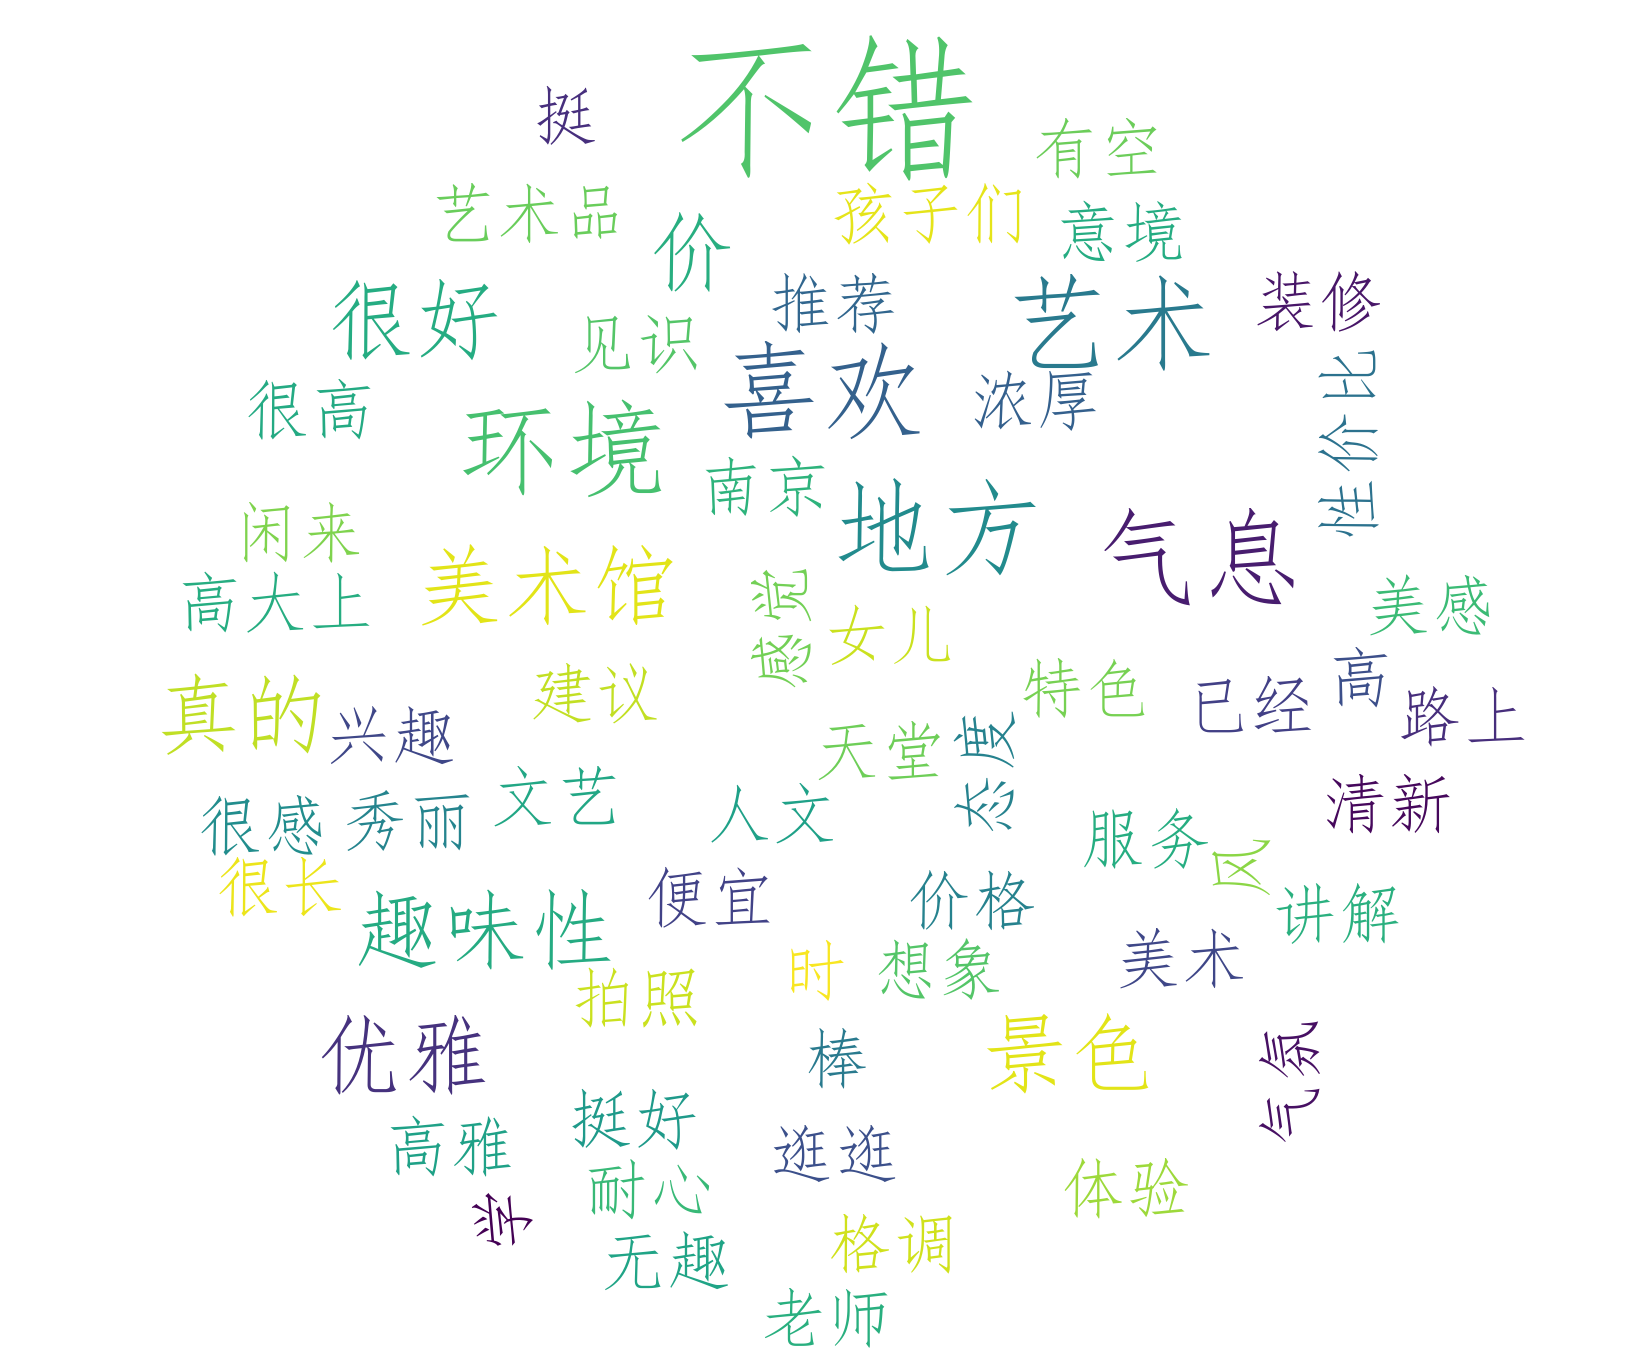 不错
挺
有空
艺术品
价
孩子们
意境
很好
见识
推荐
艺术
装修
很高
环境
喜欢
浓厚
性价比
南京
地方
气息
闲来
高大上
美术馆
感觉
女儿
美感
真的
兴趣
建议
特色
已经
高
路上
天堂
态度
很感
秀丽
文艺
人文
服务
风
清新
很长
趣味性
便宜
价格
讲解
拍照
时
想象
美术
优雅
棒
景色
气氛
高雅
挺好
逛逛
体验
学
耐心
无趣
格调
老师